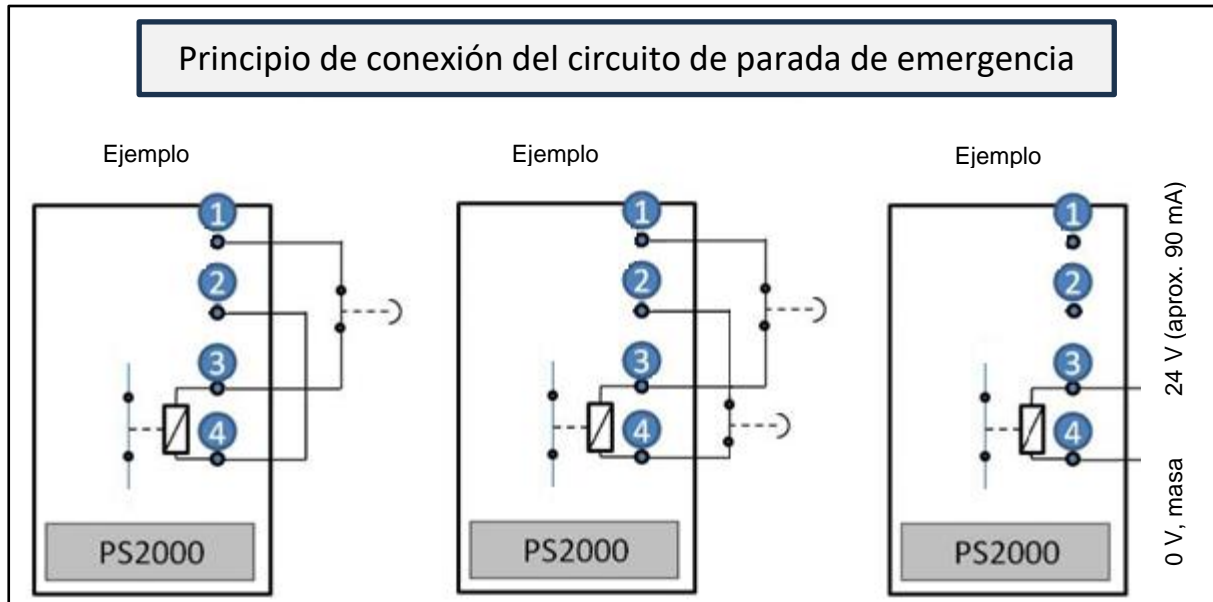 Principio de conexión del circuito de parada de emergencia
Ejemplo
1
2
3
4
PS2000
Ejemplo
1
2
3
4
PS2000
Ejemplo
1
2
3
4
PS2000
24 V (aprox. 90 mA)
0 V, masa